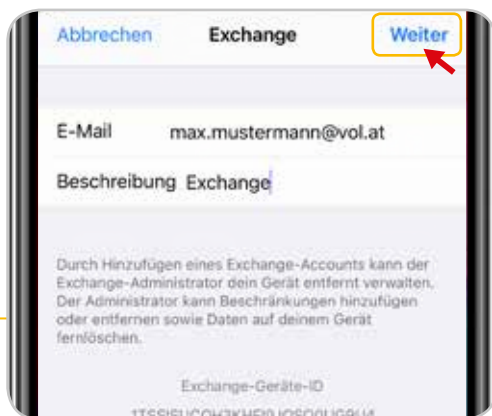 Abbrechen Exchange Weiter
E-Mail max.mustermann@vol.at
Beschreibung Exchange
Durch Hinzufügen eines Exchange-Accounts kann der
Exchange-Administrator dein Gerät entfernt verwalten.
Der Administrator kann Beschränkungen hinzufügen
oder entfernen sowie Daten auf deinem Gerät
fernlöschen.
Exchange-Geräte-ID